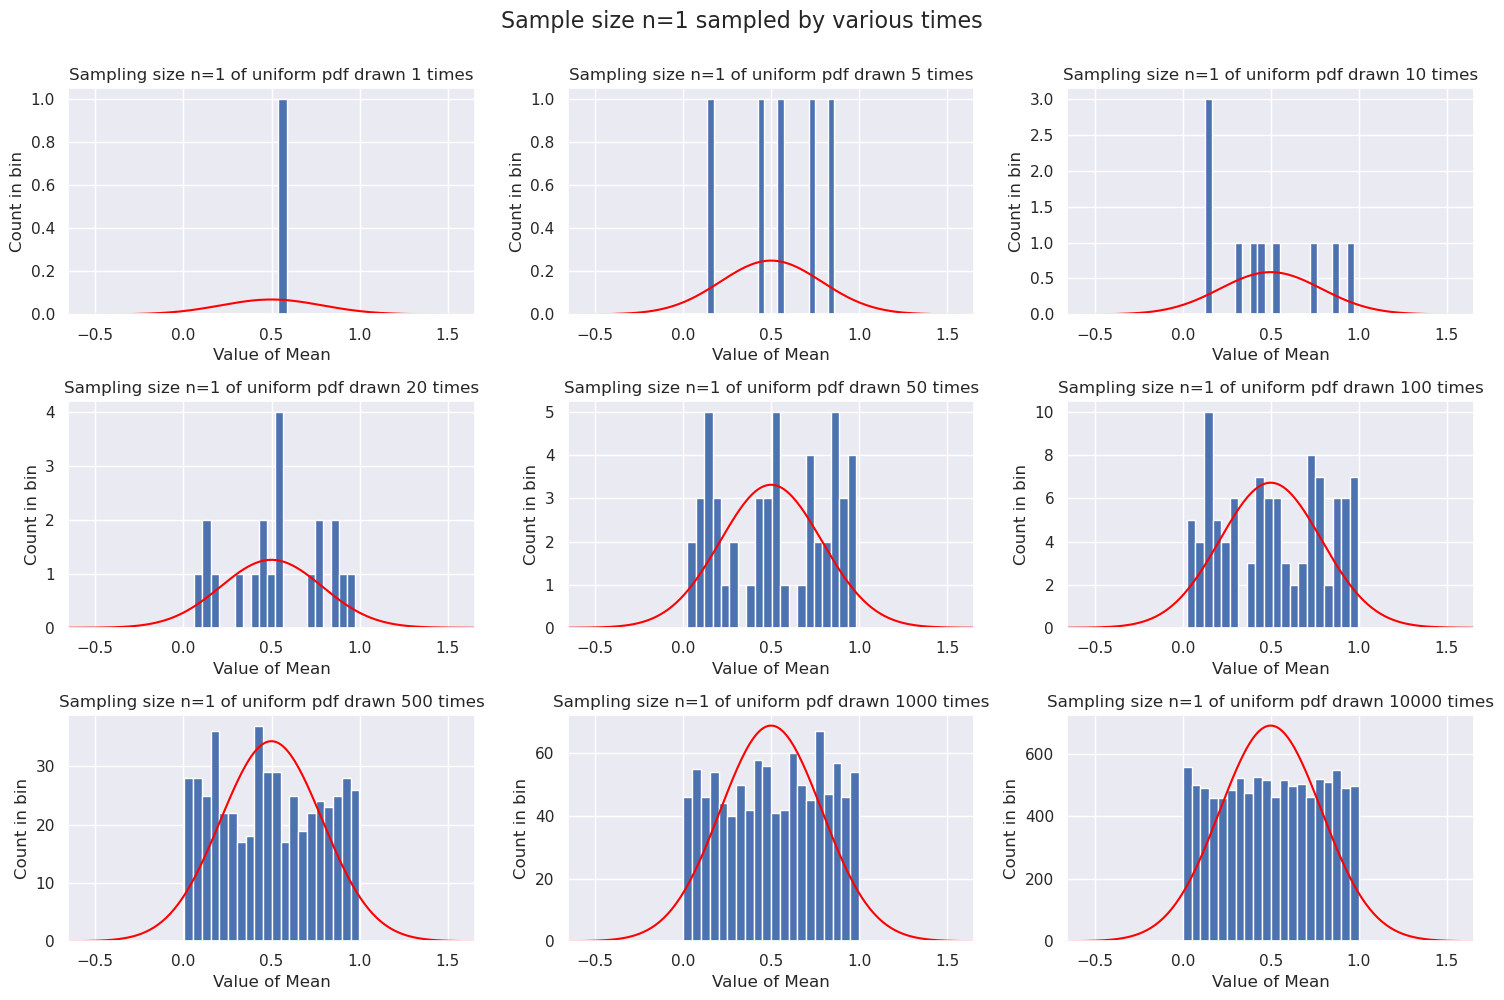 Sample size n=1 sampled by various times
Sampling size n=1 of uniform pdf drawn 1 times
1.0
0.8
0.6
0.4
0.2
0.0
Count in bin
−0.5 0.0 0.5 1.0 1.5
Value of Mean
Sampling size n=1 of uniform pdf drawn 5 times
1.0
0.8
0.6
0.4
0.2
0.0
Count in bin
−0.5 0.0 0.5 1.0 1.5
Value of Mean
Sampling size n=1 of uniform pdf drawn 10 times
3.0
2.5
2.0
1.5
1.0
0.5
0.0
Count in bin
−0.5 0.0 0.5 1.0 1.5
Value of Mean
Sampling size n=1 of uniform pdf drawn 20 times
4
3
2
1
0
Count in bin
−0.5 0.0 0.5 1.0 1.5
Value of Mean
Sampling size n=1 of uniform pdf drawn 50 times
5
4
3
2
1
0
Count in bin
−0.5 0.0 0.5 1.0 1.5
Value of Mean
Sampling size n=1 of uniform pdf drawn 100 times
10
8
6
4
2
0
Count in bin
−0.5 0.0 0.5 1.0 1.5
Value of Mean
Sampling size n=1 of uniform pdf drawn 500 times
30
20
10
0
Count in bin
−0.5 0.0 0.5 1.0 1.5
Value of Mean
Sampling size n=1 of uniform pdf drawn 1000 times
60
40
20
0
Count in bin
−0.5 0.0 0.5 1.0 1.5
Value of Mean
Sampling size n=1 of uniform pdf drawn 10000 times
600
400
200
0
Count in bin
−0.5 0.0 0.5 1.0 1.5
Value of Mean